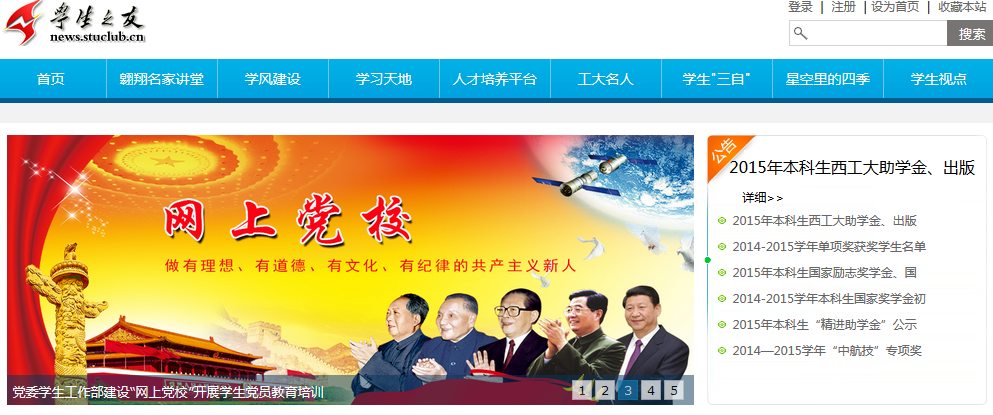 学生之友
news.stuclub.cn
登录 | 注册 | 设为首页 | 收藏本站
搜索
首页 翱翔名家讲堂 学风建设 学习天地 人才培养平台 工大名人 学生"三自" 星空里的四季 学生视点
网上党校
做有理想、有道德、有文化、有纪律的共产主义新人
党委学生工作部建设"网上党校"开展学生党员教育培训
1 2 3 4 5
公告
2015年本科生西工大助学金、出版
详细>>
2015年本科生西工大助学金、出版
2014-2015学年单项奖获奖学生名单
2015年本科生国家励志奖学金、国
2014-2015学年本科生国家奖学金初
2015年本科生“精进助学金”公示
2014—2015学年“中航技”专项奖